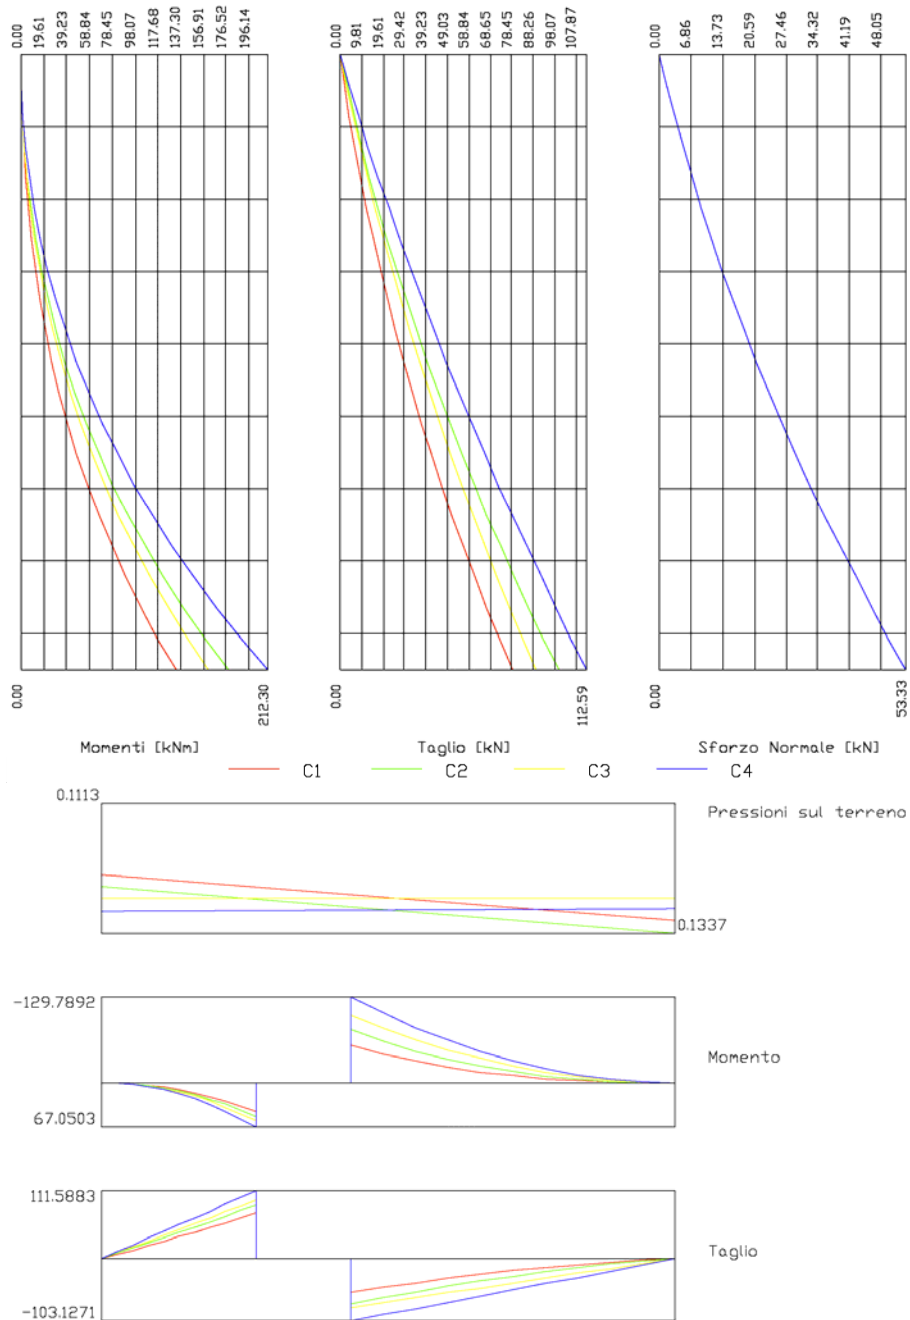 0.00 19.61 39.23 58.84 78.45 98.07 117.68 137.30 156.91 176.52 196.14
0.00 9.81 19.61 29.42 39.23 49.03 58.84 68.65 78.45 88.26 98.07 107.87
0.00 6.86 13.73 20.59 27.46 34.32 41.19 48.05
0.00 212.30
0.00 112.59
0.00 53.33
Momenti [kNm] Taglio [kN] Sforzo Normale [kN]
C1 C2 C3 C4
0.1113
Pressioni sul terreno
0.1337
-129.7892
Momento
67.0503
111.5883
Taglio
-103.1271